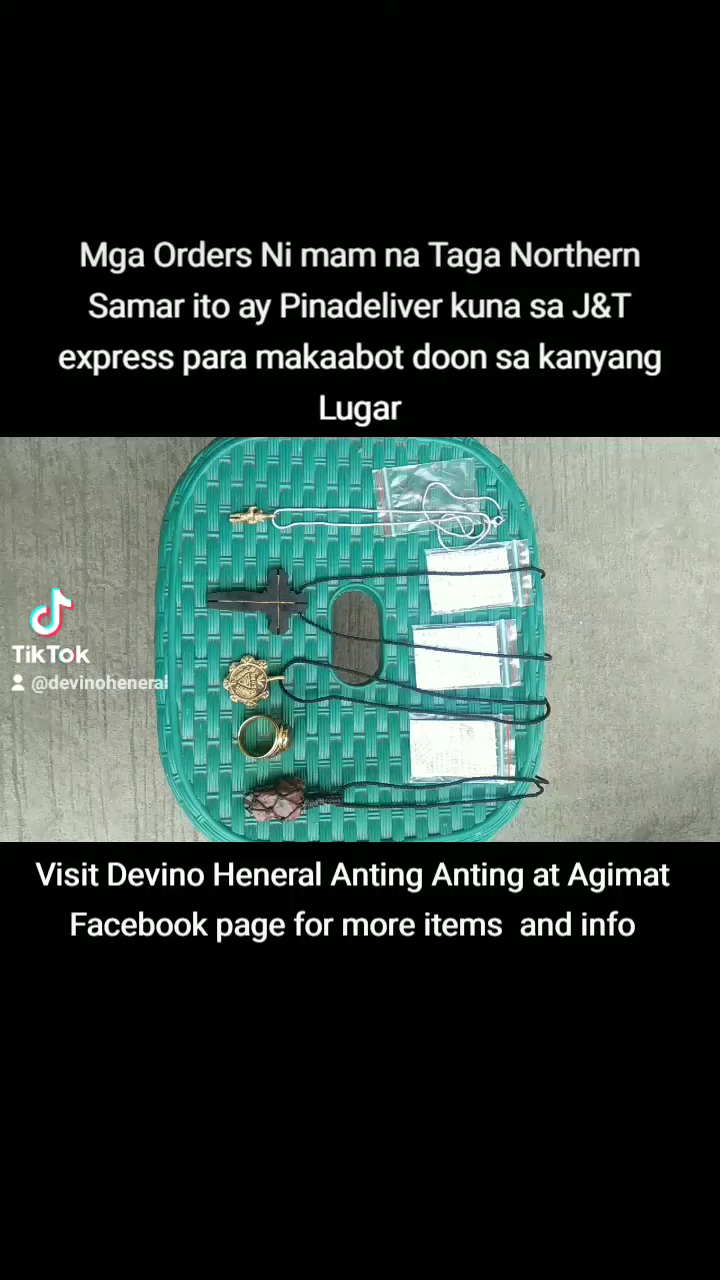 Mga Orders Ni mam na Taga Northern
Samar ito ay Pinadeliver kuna sa J&T
express para makaabot doon sa kanyang
Lugar
TikTok
@devinoheneral
Visit Devino Heneral Anting Anting at Agimat
Facebook page for more items and info